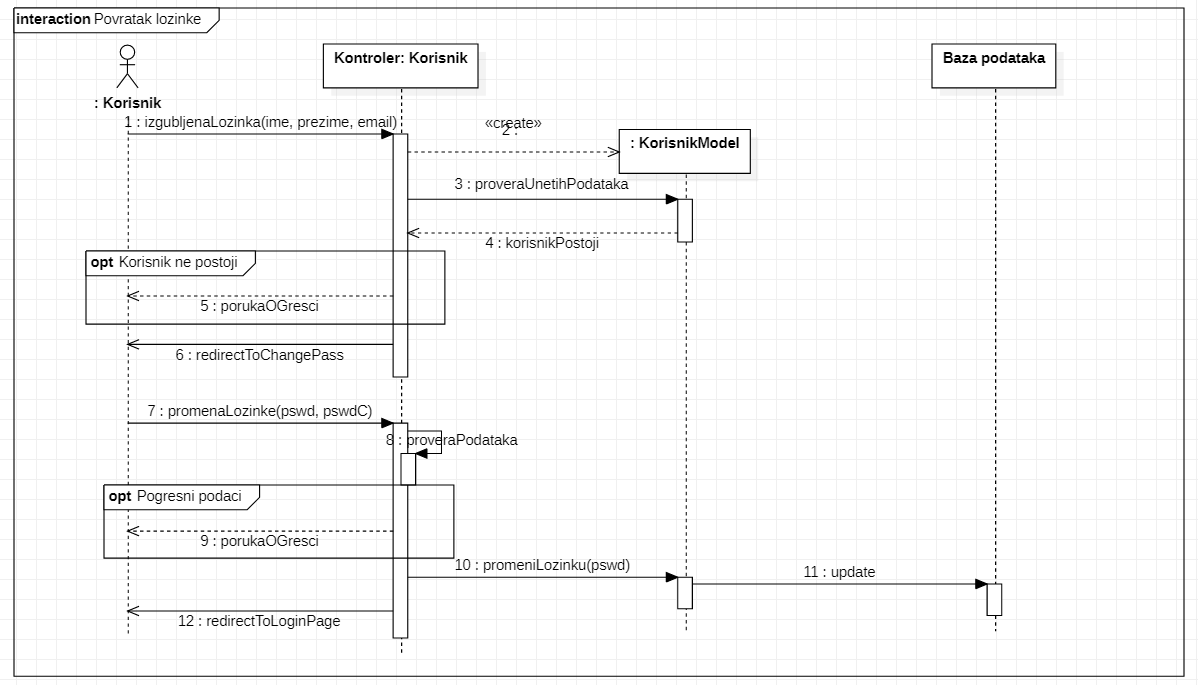 interaction Povratak lozinke
Kontroler: Korisnik
Baza podataka
: Korisnik
1 : izgubljenaLozinka(ime, prezime, email)
«create»
2 :
: KorisnikModel
3 : proveraUnetihPodataka
4 : korisnikPostoji
opt Korisnik ne postoji
5 : porukaOGresci
6 : redirectToChangePass
7 : promenaLozinke(pswd, pswdC)
8 : proveraPodataka
opt Pogresni podaci
9 : porukaOGresci
10 : promeniLozinku(pswd)
11 : update
12 : redirectToLoginPage